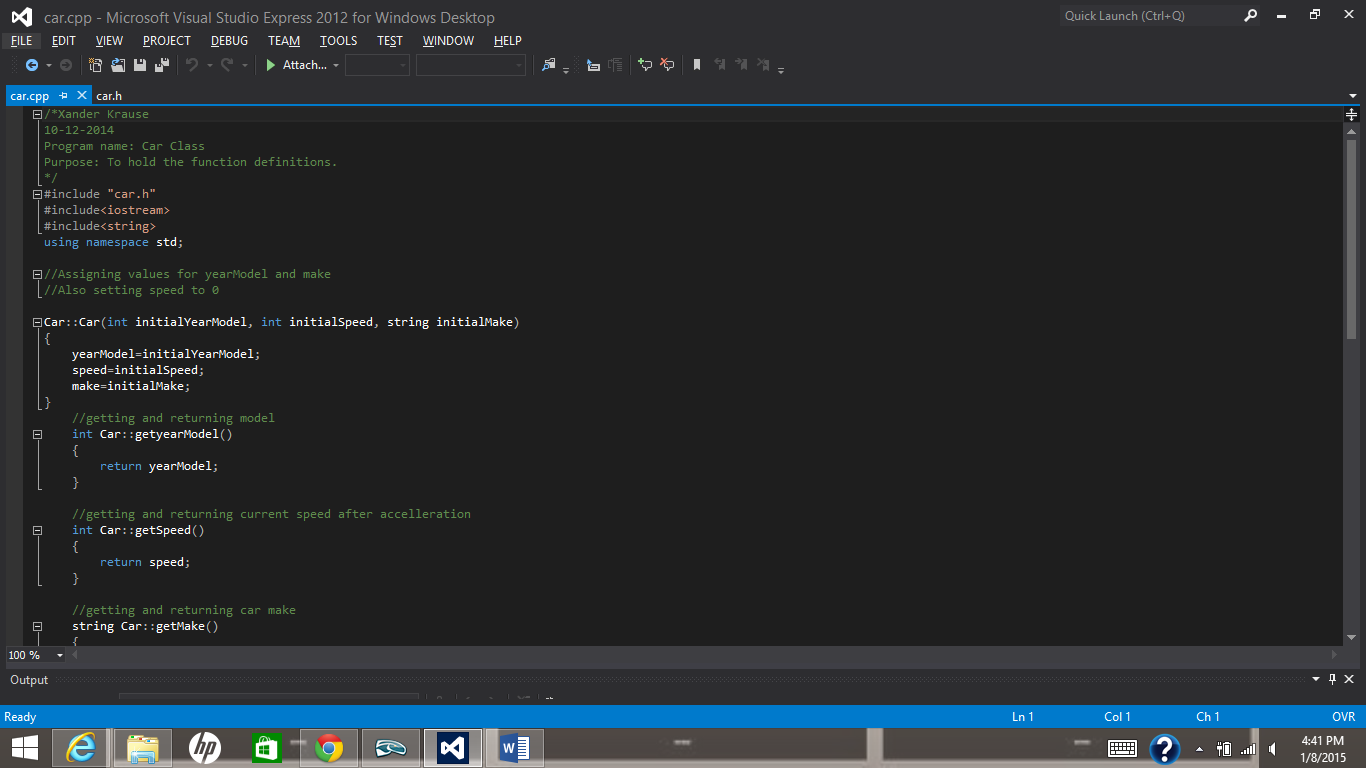 car.cpp - Microsoft Visual Studio Express 2012 for Windows Desktop
Quick Launch (Ctrl+Q)
FILE EDIT VIEW PROJECT DEBUG TEAM TOOLS TEST WINDOW HELP
Attach...
car.cpp car.h
/*Xander Krause
10-12-2014
Program name: Car Class
Purpose: To hold the function definitions.
*/
#include "car.h"
#include<iostream>
#include<string>
using namespace std;
//Assigning values for yearModel and make
//Also setting speed to 0
Car::Car(int initialYearModel, int initialSpeed, string initialMake)
{
yearModel=initialYearModel;
speed=initialSpeed;
make=initialMake;
}
//getting and returning model
int Car::getyearModel()
{
return yearModel;
}
//getting and returning current speed after accelleration
int Car::getSpeed()
{
return speed;
}
//getting and returning car make
string Car::getMake()
{
100 %
Output
Ready Ln 1 Col 1 Ch 1 OVR
hp
W
?
4:41 PM
1/8/2015